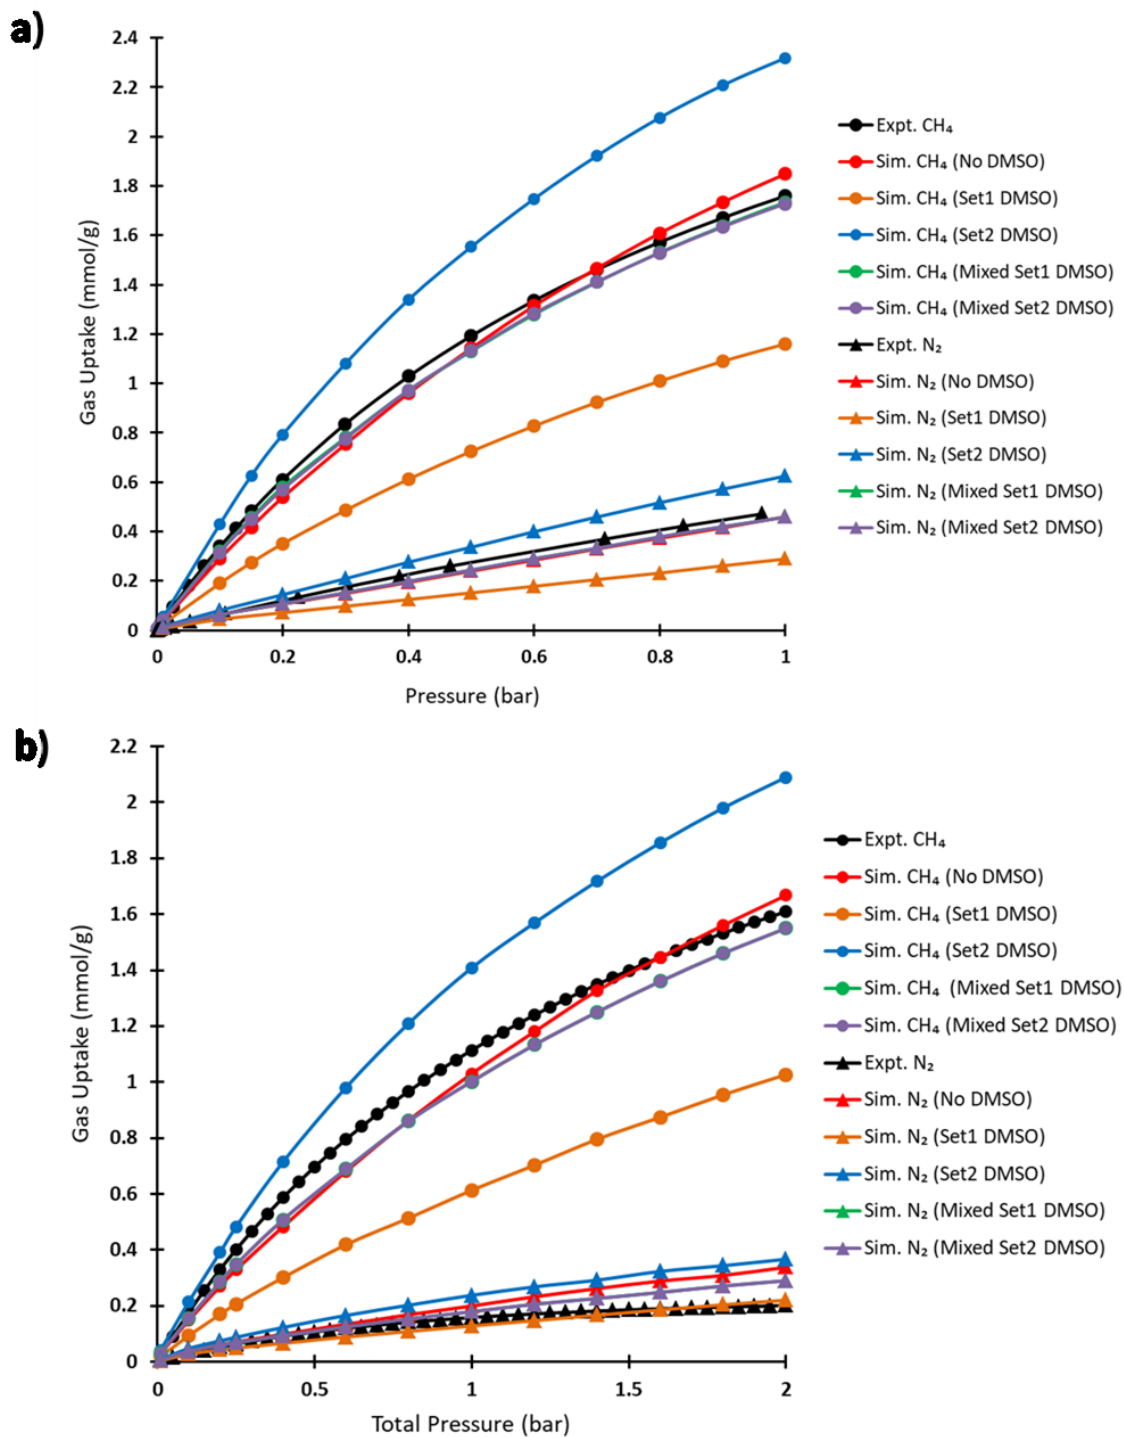 a)
2.4
2.2
2
1.8
1.6
1.4
1.2
1
0.8
0.6
0.4
0.2
0
Gas Uptake (mmol/g)
0 0.2 0.4 0.6 0.8 1
Pressure (bar)
Expt. CH₄
Sim. CH₄ (No DMSO)
Sim. CH₄ (Set1 DMSO)
Sim. CH₄ (Set2 DMSO)
Sim. CH₄ (Mixed Set1 DMSO)
Sim. CH₄ (Mixed Set2 DMSO)
Expt. N₂
Sim. N₂ (No DMSO)
Sim. N₂ (Set1 DMSO)
Sim. N₂ (Set2 DMSO)
Sim. N₂ (Mixed Set1 DMSO)
Sim. N₂ (Mixed Set2 DMSO)
b)
2.2
2
1.8
1.6
1.4
1.2
1
0.8
0.6
0.4
0.2
0
Gas Uptake (mmol/g)
0 0.5 1 1.5 2
Total Pressure (bar)
Expt. CH₄
Sim. CH₄ (No DMSO)
Sim. CH₄ (Set1 DMSO)
Sim. CH₄ (Set2 DMSO)
Sim. CH₄ (Mixed Set1 DMSO)
Sim. CH₄ (Mixed Set2 DMSO)
Expt. N₂
Sim. N₂ (No DMSO)
Sim. N₂ (Set1 DMSO)
Sim. N₂ (Set2 DMSO)
Sim. N₂ (Mixed Set1 DMSO)
Sim. N₂ (Mixed Set2 DMSO)